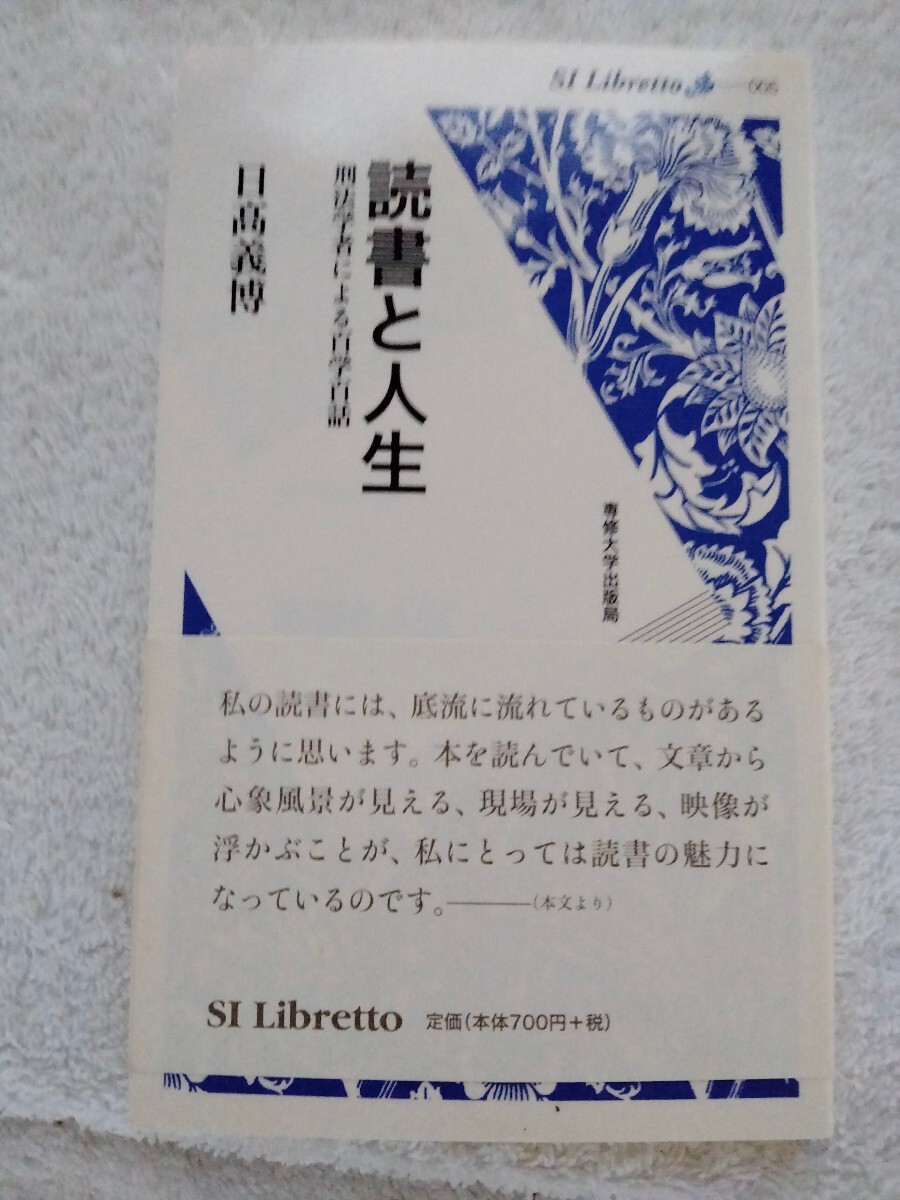 SI Libretto 005
読書と人生
刑法学者による百学百話
日髙義博
専修大学出版局
私の読書には、底流に流れているものがある
ように思います。本を読んでいて、文章から
心象風景が見える、現場が見える、映像が
浮かぶことが、私にとっては読書の魅力に
なっているのです。———(本文より)
SI Libretto 定価(本体700円+税)